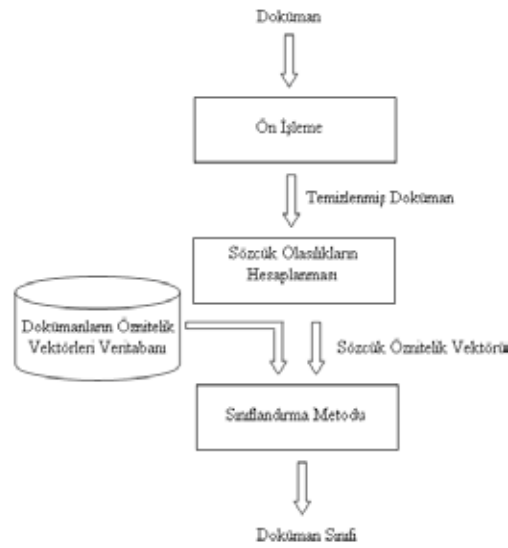 Doküman
Ön İşleme
Temizlenmiş Doküman
Sözcük Olasılıkların
Hesaplanması
Dokümanların Öznitelik
Vektörleri Veritabanı
Sözcük Öznitelik Vektörü
Sınıflandırma Metodu
Doküman Sınıfı